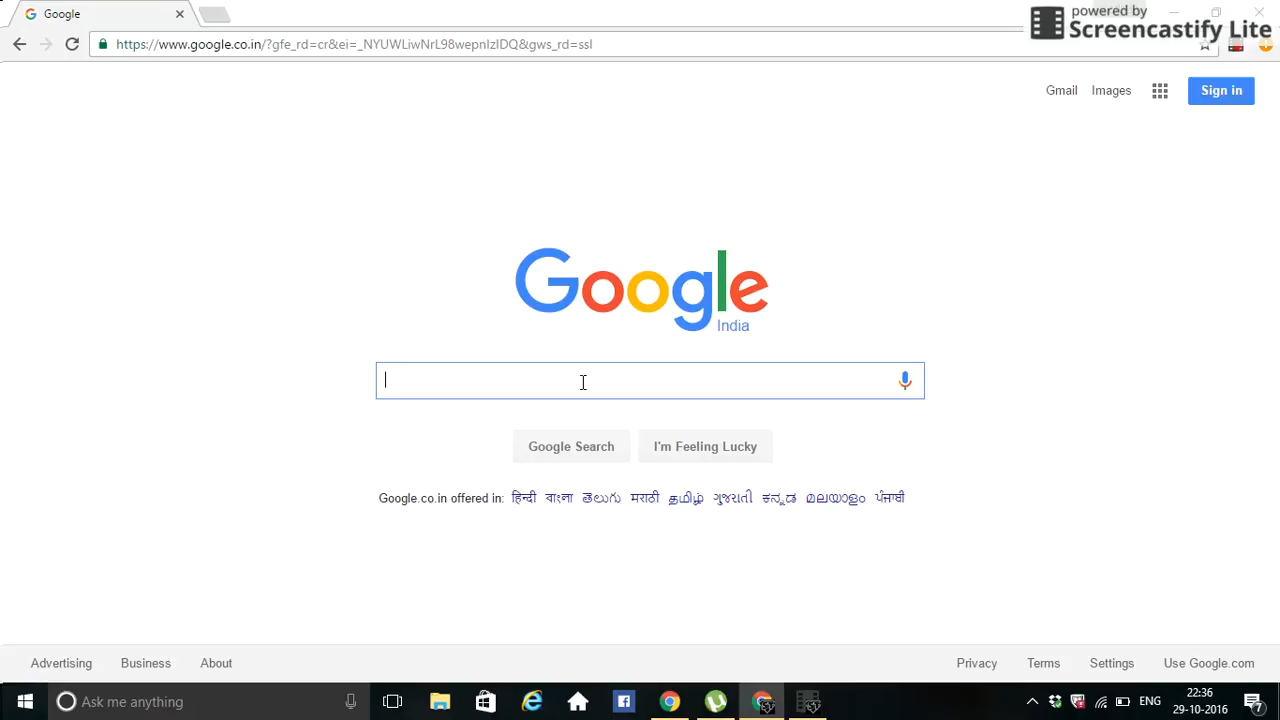 Google
powered by
Screencastify Lite
https://www.google.co.in/?gfe_rd=cr&ei=_NYUWLiwNrL98wepnIzIDQ&gws_rd=ssl
Gmail Images Sign in
Google
India
Google Search I'm Feeling Lucky
Google.co.in offered in: हिन्दी বাংলা తెలుగు मराठी தமிழ் ગુજરાતી ಕನ್ನಡ മലയാളം ਪੰਜਾਬੀ
Advertising Business About Privacy Terms Settings Use Google.com
Ask me anything ENG 22:36
29-10-2016 7